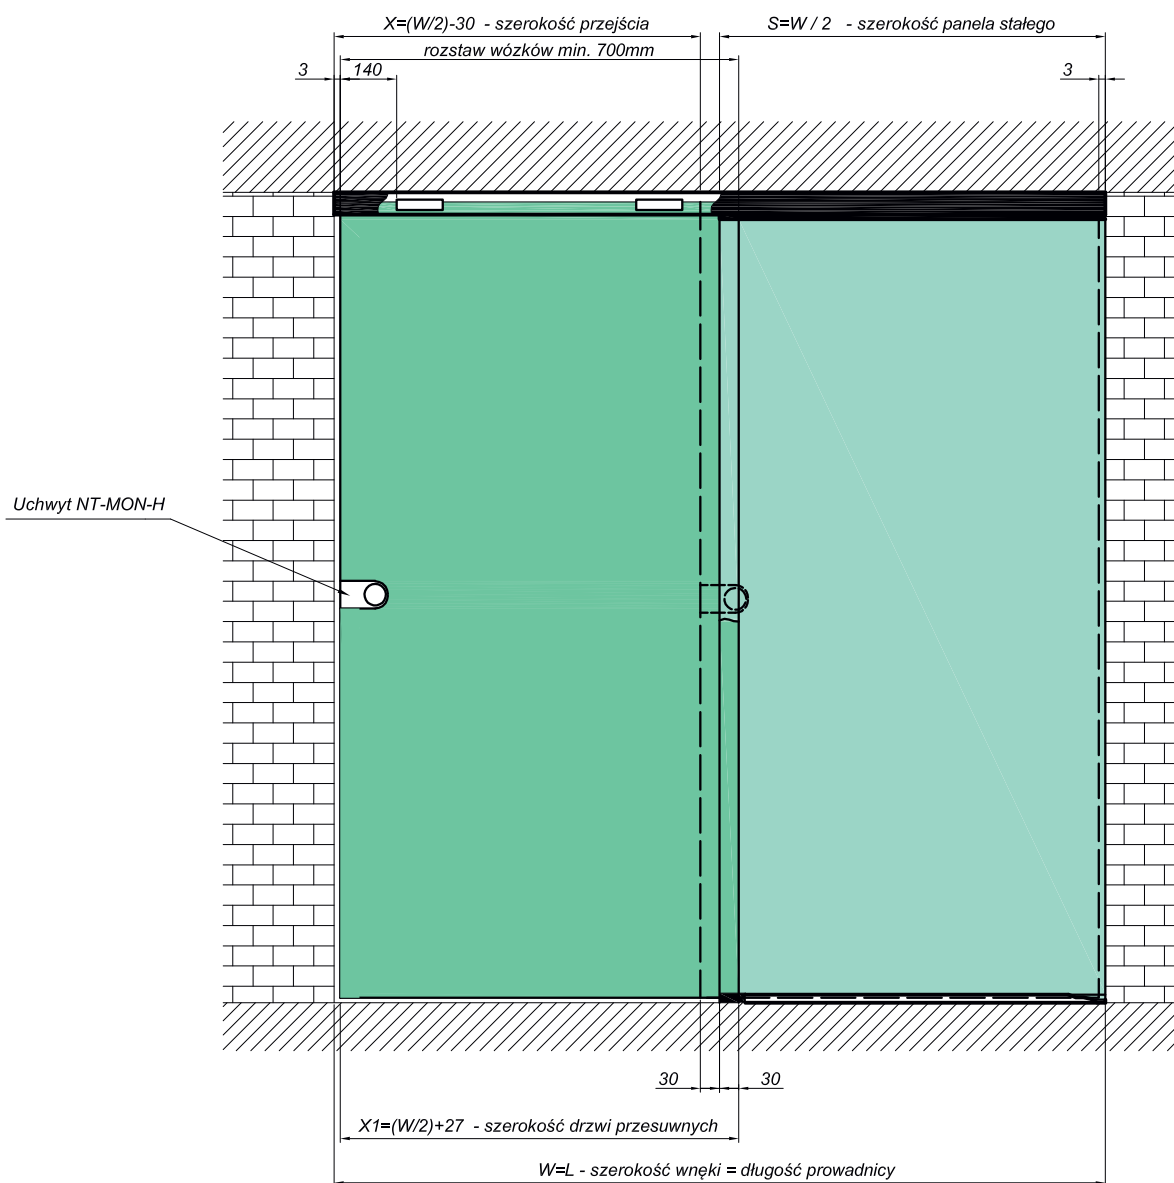 X=(W/2)-30 - szerokość przejścia
S=W / 2 - szerokość panela stałego
rozstaw wózków min. 700mm
3
140
3
Uchwyt NT-MON-H
30
30
X1=(W/2)+27 - szerokość drzwi przesuwnych
W=L - szerokość wnęki = długość prowadnicy